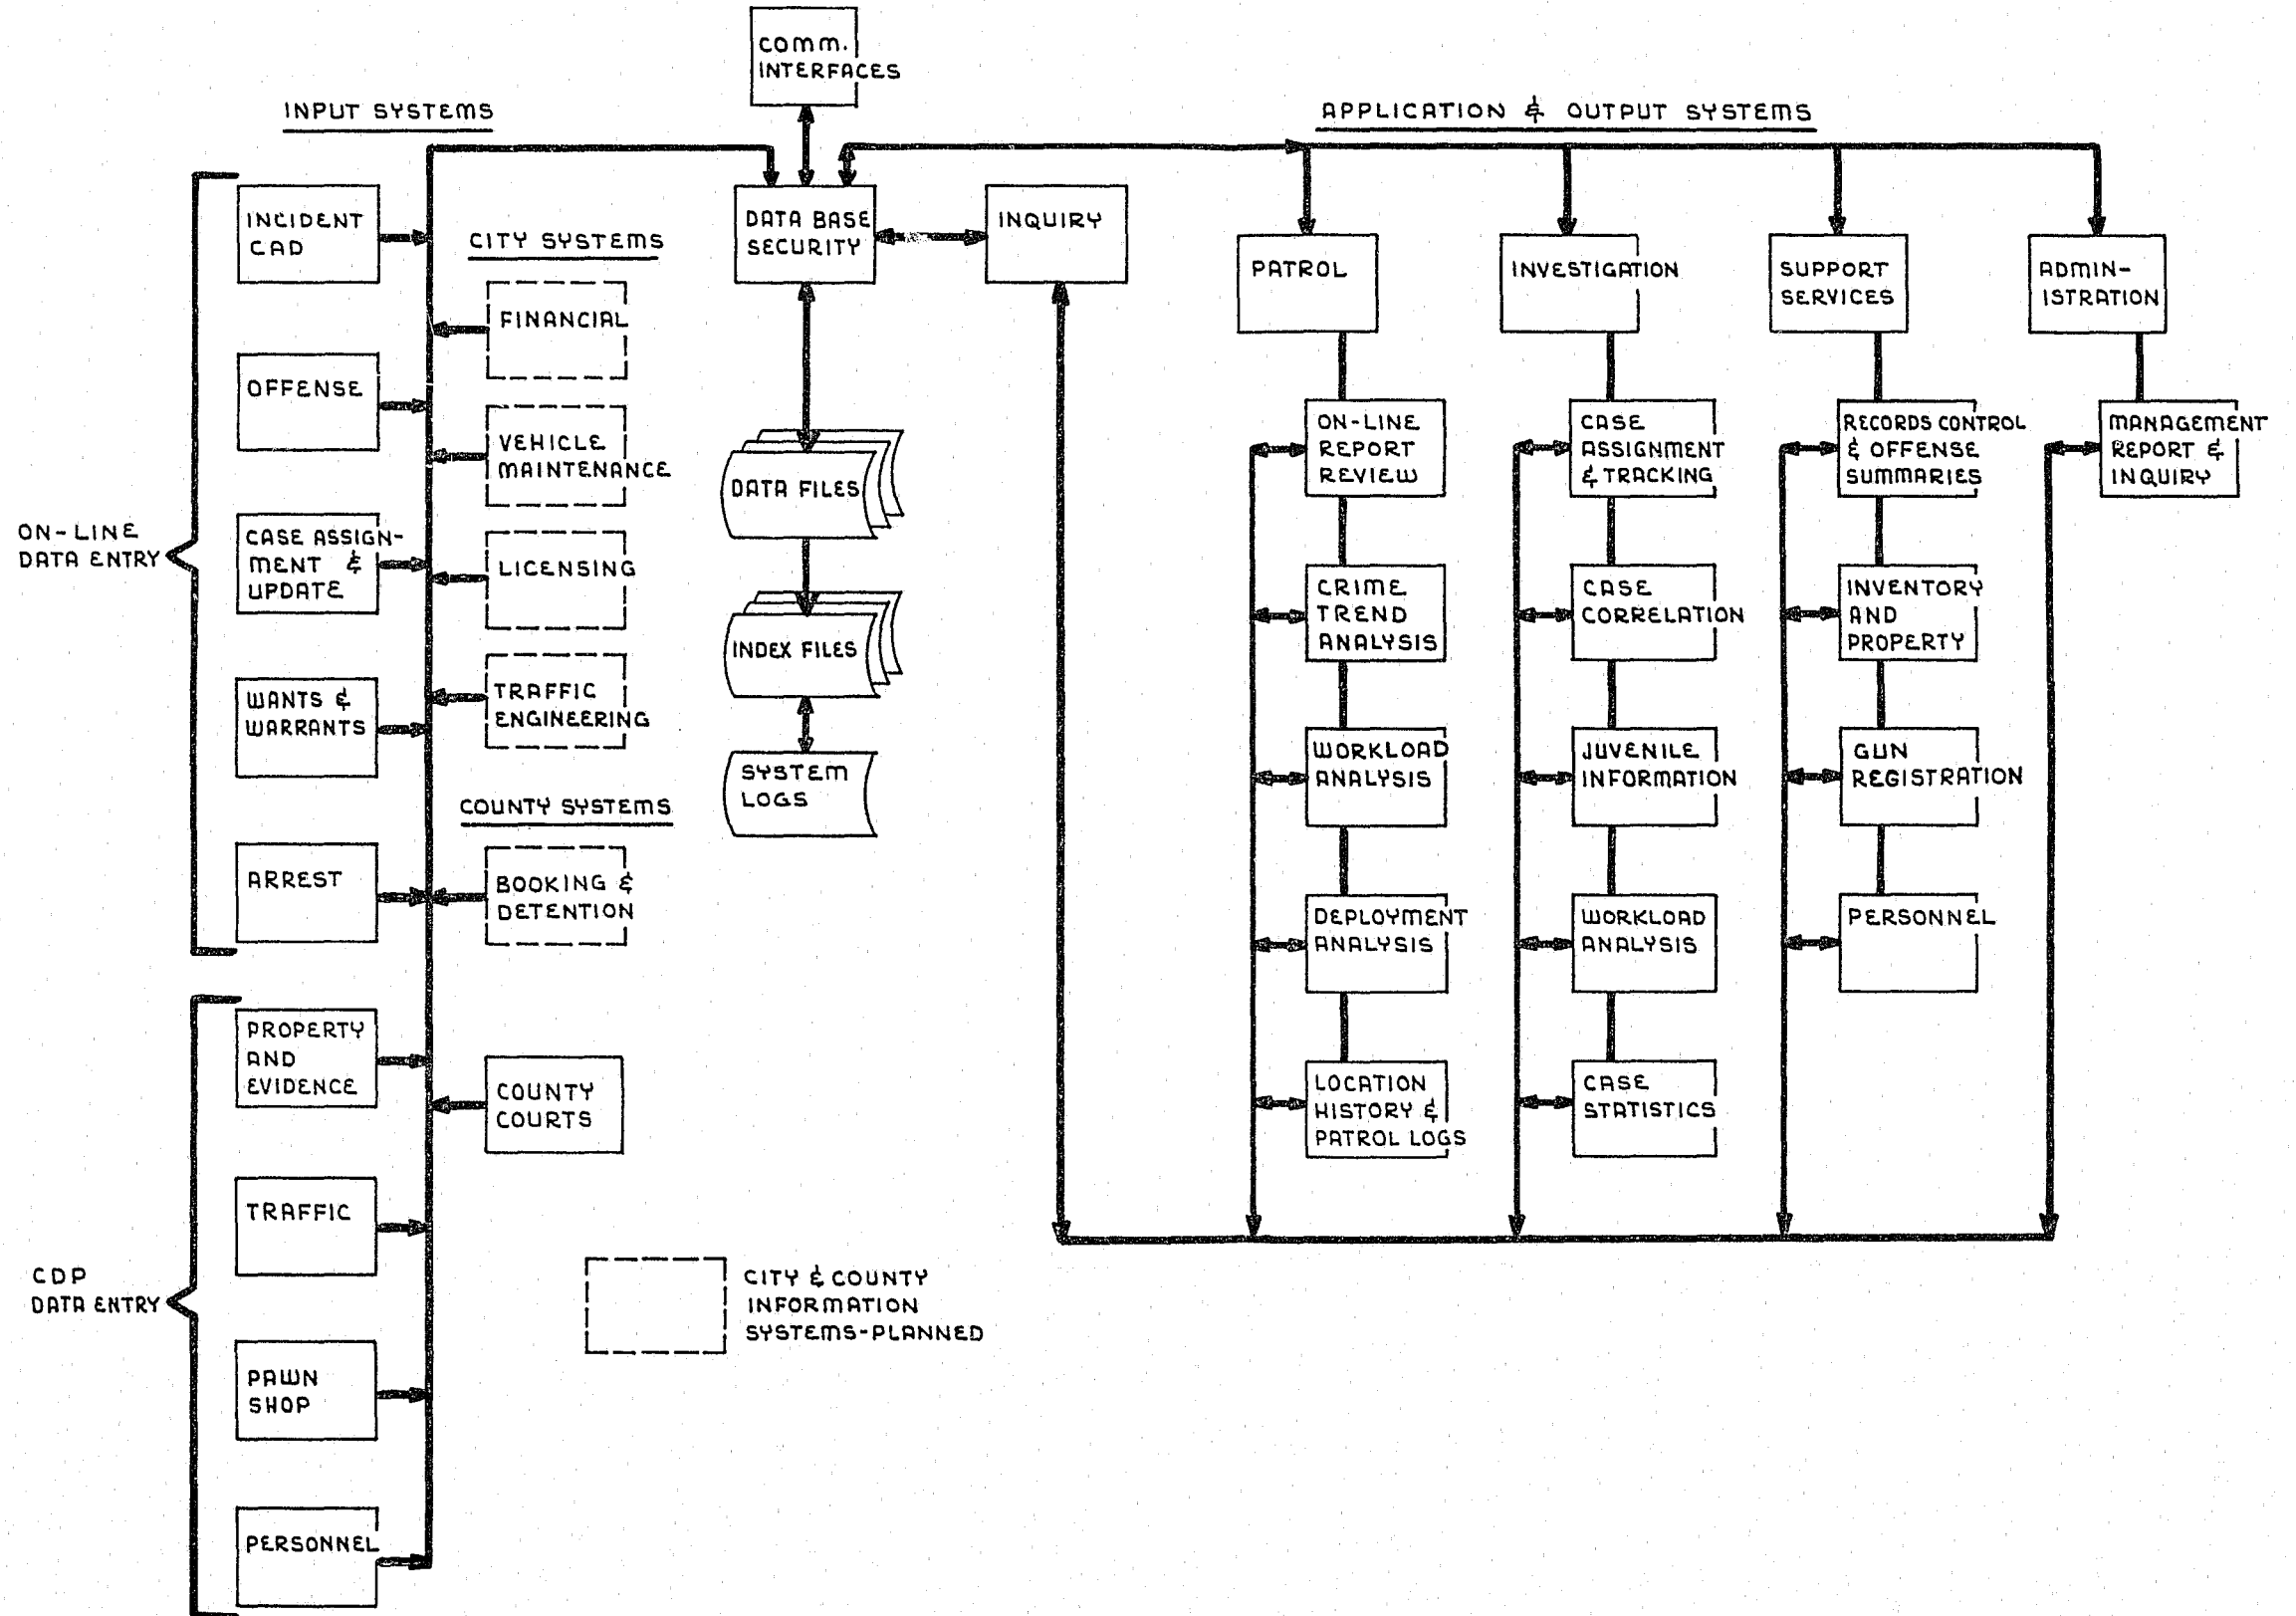 COMM.
INTERFACES
INPUT SYSTEMS
APPLICATION & OUTPUT SYSTEMS
ON-LINE
DATA ENTRY
INCIDENT
CAD
OFFENSE
CASE ASSIGN-
MENT &
UPDATE
WANTS &
WARRANTS
ARREST
CDP
DATA ENTRY
PROPERTY
AND
EVIDENCE
TRAFFIC
PAWN
SHOP
PERSONNEL
CITY SYSTEMS
FINANCIAL
VEHICLE
MAINTENANCE
LICENSING
TRAFFIC
ENGINEERING
COUNTY SYSTEMS
BOOKING &
DETENTION
COUNTY
COURTS
CITY & COUNTY
INFORMATION
SYSTEMS-PLANNED
DATA BASE
SECURITY
DATA FILES
INDEX FILES
SYSTEM
LOGS
INQUIRY
PATROL
ON-LINE
REPORT
REVIEW
CRIME
TREND
ANALYSIS
WORKLOAD
ANALYSIS
DEPLOYMENT
ANALYSIS
LOCATION
HISTORY &
PATROL LOGS
INVESTIGATION
CASE
ASSIGNMENT
& TRACKING
CASE
CORRELATION
JUVENILE
INFORMATION
WORKLOAD
ANALYSIS
CASE
STATISTICS
SUPPORT
SERVICES
RECORDS CONTROL
& OFFENSE
SUMMARIES
INVENTORY
AND
PROPERTY
GUN
REGISTRATION
PERSONNEL
ADMIN-
ISTRATION
MANAGEMENT
REPORT &
INQUIRY